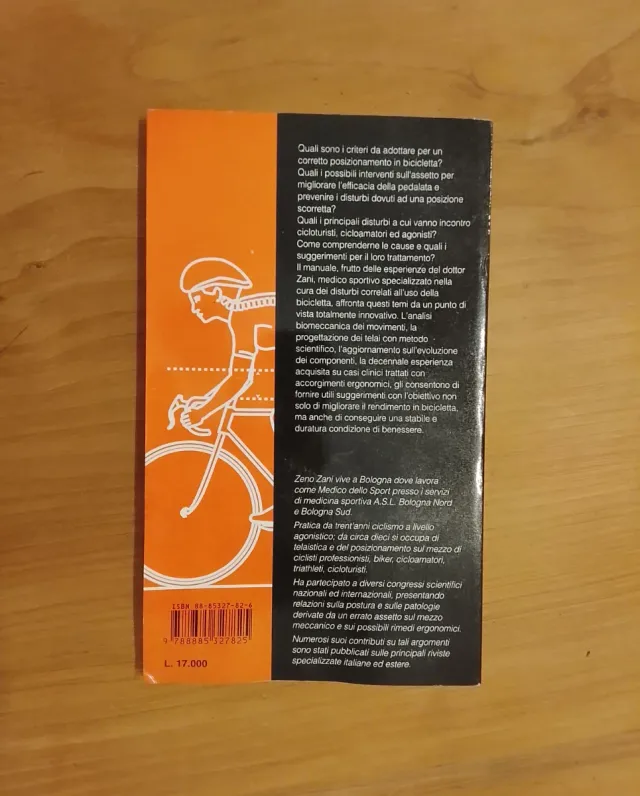 Quali sono i criteri da adottare per un
corretto posizionamento in bicicletta?
Quali i possibili interventi sull'assetto per
migliorare l'efficacia della pedalata e
prevenire i disturbi dovuti ad una posizione
scorretta?
Quali i principali disturbi a cui vanno incontro
cicloturisti, cicloamatori ed agonisti?
Come comprenderne le cause e quali i
suggerimenti per il loro trattamento?
Il manuale, frutto delle esperienze del dottor
Zani, medico sportivo specializzato nella
cura dei disturbi correlati all'uso della
bicicletta, affronta questi temi da un punto di
vista totalmente innovativo. L'analisi
biomeccanica dei movimenti, la
progettazione dei telai con metodo
scientifico, l'aggiornamento sull'evoluzione
dei componenti, la decennale esperienza
acquisita su casi clinici trattati con
accorgimenti ergonomici, gli consentono di
fornire utili suggerimenti con l'obiettivo non
solo di migliorare il rendimento in bicicletta,
ma anche di conseguire una stabile e
duratura condizione di benessere.
Zeno Zani vive a Bologna dove lavora
come Medico dello Sport presso i servizi
di medicina sportiva A.S.L. Bologna Nord
e Bologna Sud.
Pratica da trent'anni ciclismo a livello
agonistico; da circa dieci si occupa di
telaistica e del posizionamento sul mezzo di
ciclisti professionisti, biker, cicloamatori,
triathleti, cicloturisti.
Ha partecipato a diversi congressi scientifici
nazionali ed internazionali, presentando
relazioni sulla postura e sulle patologie
derivate da un errato assetto sul mezzo
meccanico e sui possibili rimedi ergonomici.
Numerosi suoi contributi su tali argomenti
sono stati pubblicati sulle principali riviste
specializzate italiane ed estere.
ISBN 88-85327-82-6
9 788885 327825
L. 17.000